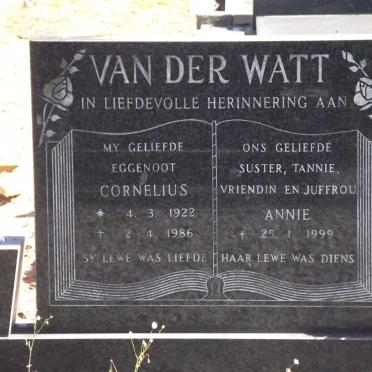 VAN DER WATT
IN LIEFDEVOLLE HERINNERING AAN
MY GELIEFDE
EGGENOOT
CORNELIUS
* 4. 3. 1922
+ 2. 4. 1986
SY LEWE WAS LIEFDE
ONS GELIEFDE
SUSTER, TANNIE,
VRIENDIN EN JUFFROU
ANNIE
+ 25. 1. 1999
HAAR LEWE WAS DIENS